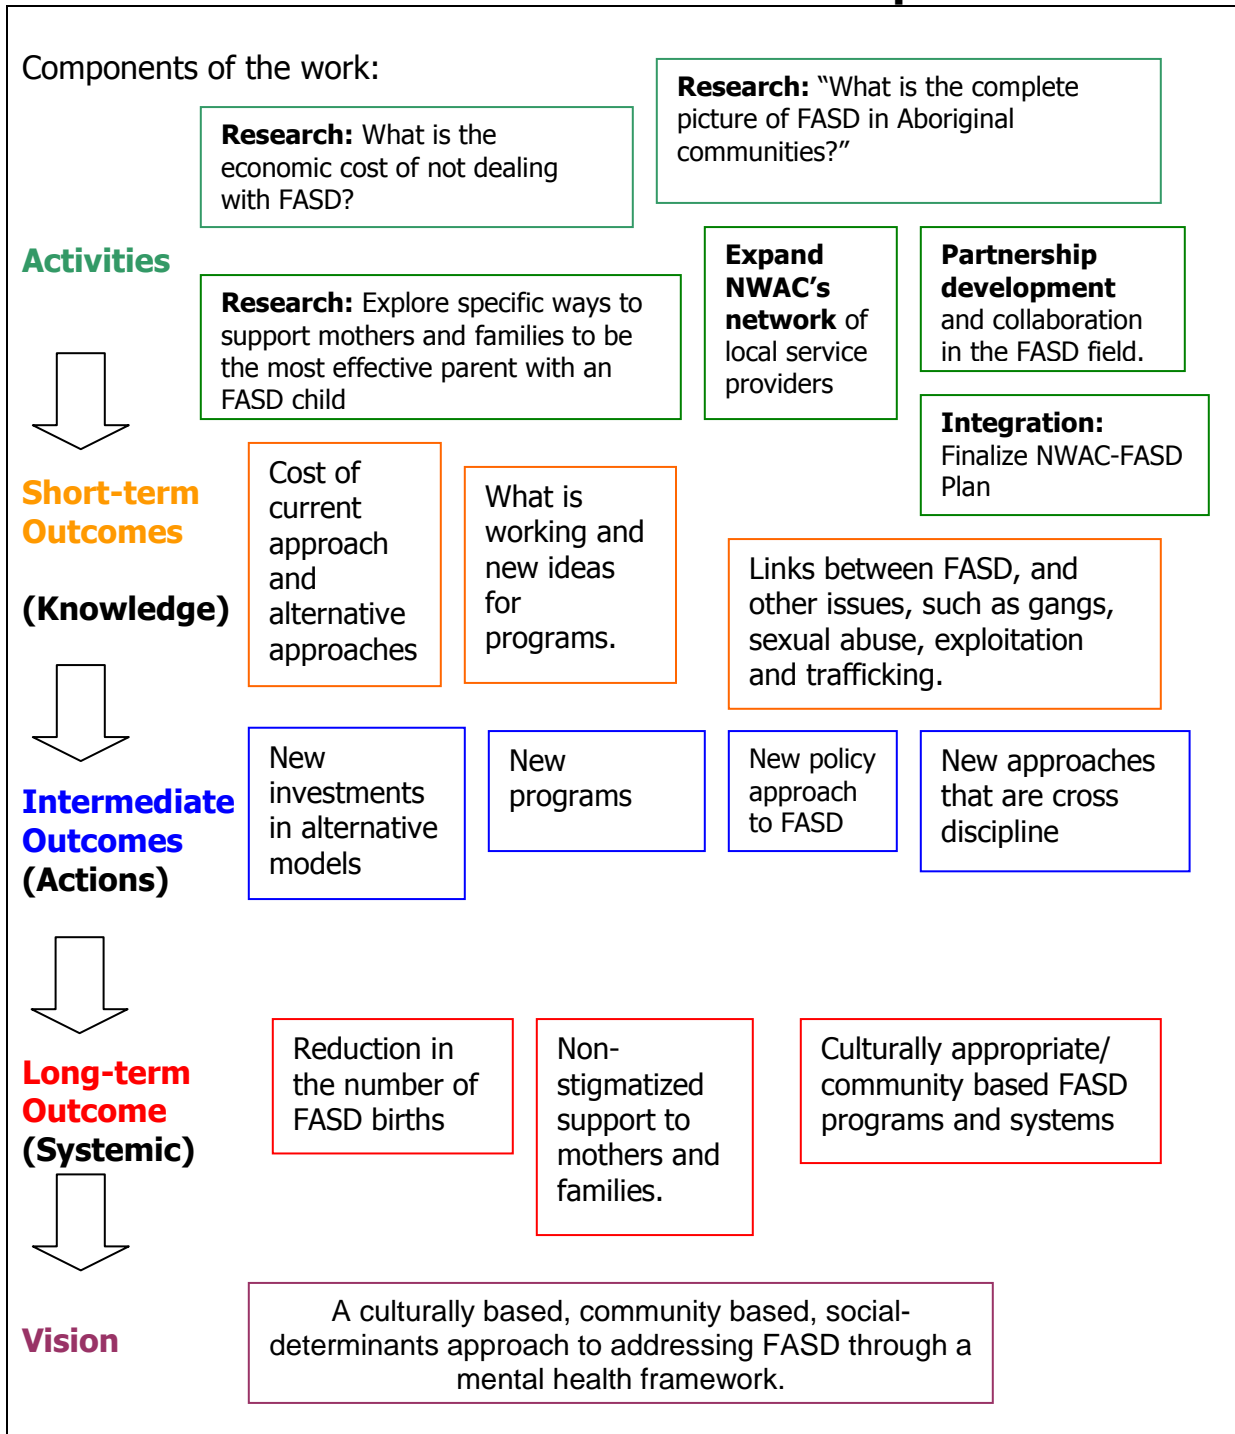 Components of the work:
Research: "What is the complete
picture of FASD in Aboriginal
communities?"
Research: What is the
economic cost of not dealing
with FASD?
Activities
Research: Explore specific ways to
support mothers and families to be
the most effective parent with an
FASD child
Expand
NWAC's
network of
local service
providers
Partnership
development
and collaboration
in the FASD field.
Integration:
Finalize NWAC-FASD
Plan
Short-term
Outcomes
(Knowledge)
Cost of
current
approach
and
alternative
approaches
What is
working and
new ideas
for
programs.
Links between FASD, and
other issues, such as gangs,
sexual abuse, exploitation
and trafficking.
Intermediate
Outcomes
(Actions)
New
investments
in alternative
models
New
programs
New policy
approach
to FASD
New approaches
that are cross
discipline
Long-term
Outcome
(Systemic)
Reduction in
the number of
FASD births
Non-
stigmatized
support to
mothers and
families.
Culturally appropriate/
community based FASD
programs and systems
Vision
A culturally based, community based, social-
determinants approach to addressing FASD through a
mental health framework.